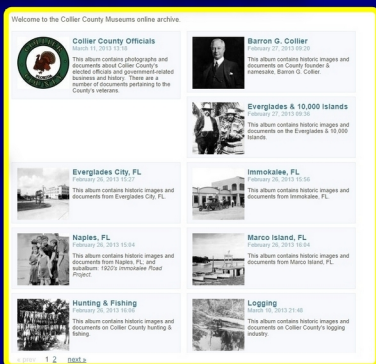 Welcome to the Collier County Museums online archive.
Collier County Officials
March 11, 2013 13:16
This album contains photographs and
documents about Collier County's
elected officials and government-related
business and history. There are a
number of documents pertaining to the
County's veterans.
Barron G. Collier
February 27, 2013 09:28
This album contains historic images and
documents on County founder &
namesake, Barron G. Collier.
Everglades & 10,000 Islands
February 27, 2013 09:36
This album contains historic images and
documents on the Everglades & 10,000
Islands.
Everglades City, FL
February 26, 2013 15:27
This album contains historic images and
documents from Everglades City, FL.
Immokalee, FL
February 26, 2013 15:56
This album contains historic images and
documents from Immokalee, FL.
Naples, FL
February 26, 2013 15:04
This album contains historic images and
documents from Naples, FL; and
subalbum: 1920's Immokalee Road
Project.
Marco Island, FL
February 26, 2013 16:04
This album contains historic images and
documents from Marco Island, FL.
Hunting & Fishing
February 26, 2013 16:06
This album contains historic images and
documents on Collier County hunting &
fishing.
Logging
March 10, 2013 21:48
This album contains historic images and
documents on Collier County's logging
industry.
« prev 1 2 next »